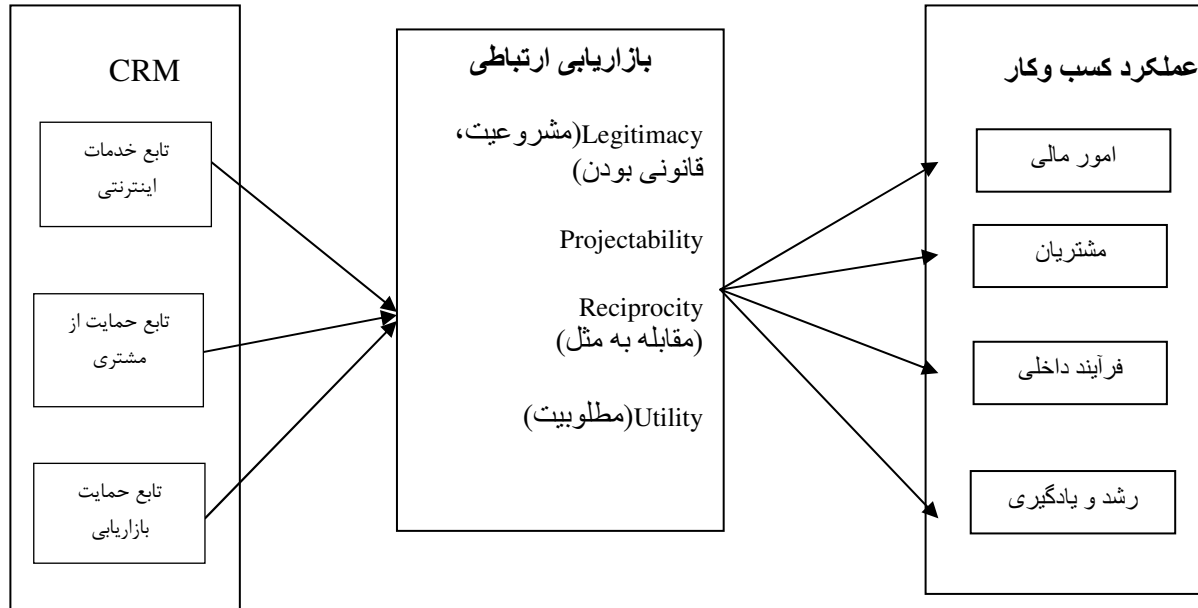 CRM
تابع خدمات
اینترنتی
تابع حمایت از
مشتری
تابع حمایت
بازاریابی
بازاریابی ارتباطی
Legitimacy(مشروعیت،
قانونی بودن)
Projectability
Reciprocity
(مقابله به مثل)
Utility(مطلوبیت)
عملکرد کسب وکار
امور مالی
مشتریان
فرآیند داخلی
رشد و یادگیری